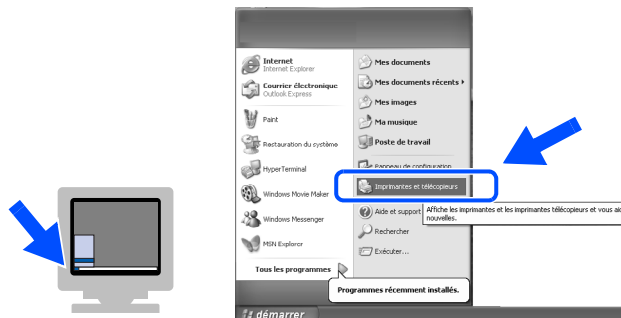 Internet
Internet Explorer
Courrier électronique
Outlook Express
Paint
Restauration du système
HyperTerminal
Windows Movie Maker
Windows Messenger
MSN Explorer
Tous les programmes
Mes documents
Mes documents récents
Mes images
Ma musique
Poste de travail
Panneau de configuration
Imprimantes et télécopieurs
Aide et support
Affiche les imprimantes et les imprimantes télécopieurs et vous aid
nouvelles.
Rechercher
Exécuter...
Programmes récemment installés.
démarrer